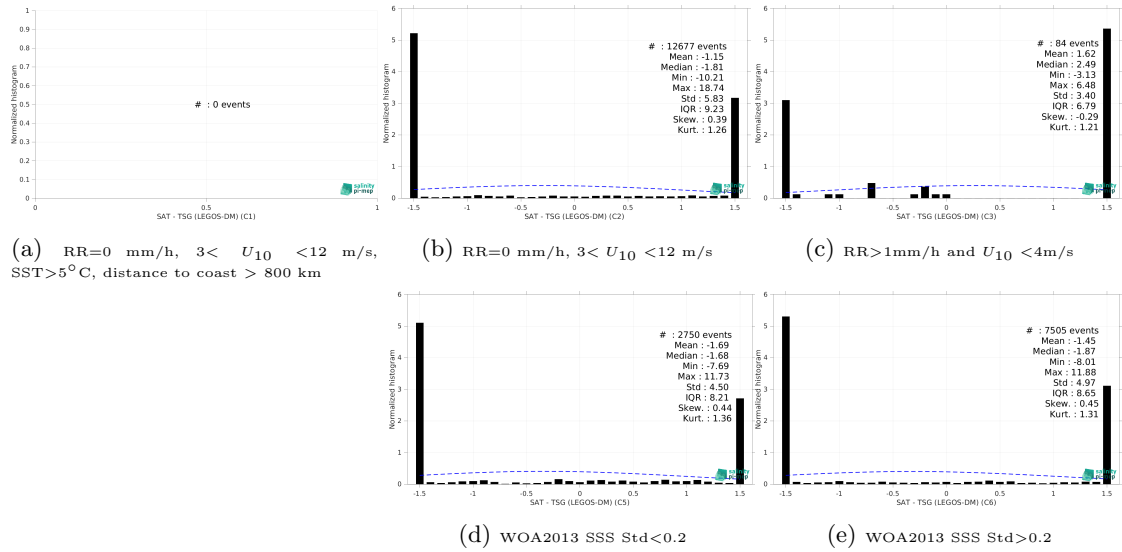 1
0.9
0.8
0.7
0.6
0.5
0.4
0.3
0.2
0.1
0
Normalized histogram
# : 0 events
salinity
pi-mep
0 0.5 1
SAT - TSG (LEGOS-DM) (C1)
(a) RR=0 mm/h, 3< U10 <12 m/s,
SST>5°C, distance to coast > 800 km
6
5
4
3
2
1
0
Normalized histogram
# : 12677 events
Mean : -1.15
Median : -1.81
Min : -10.21
Max : 18.74
Std : 5.83
IQR : 9.23
Skew. : 0.39
Kurt. : 1.26
salinity
pi-mep
-1.5 -1 -0.5 0 0.5 1 1.5
SAT - TSG (LEGOS-DM) (C2)
(b) RR=0 mm/h, 3< U10 <12 m/s
6
5
4
3
2
1
0
Normalized histogram
# : 84 events
Mean : 1.62
Median : 2.49
Min : -3.13
Max : 6.48
Std : 3.40
IQR : 6.79
Skew. : -0.29
Kurt. : 1.21
salinity
pi-mep
-1.5 -1 -0.5 0 0.5 1 1.5
SAT - TSG (LEGOS-DM) (C3)
(c) RR>1mm/h and U10 <4m/s
6
5
4
3
2
1
0
Normalized histogram
# : 2750 events
Mean : -1.69
Median : -1.68
Min : -7.69
Max : 11.73
Std : 4.50
IQR : 8.21
Skew. : 0.44
Kurt. : 1.36
salinity
pi-mep
-1.5 -1 -0.5 0 0.5 1 1.5
SAT - TSG (LEGOS-DM) (C5)
(d) WOA2013 SSS Std<0.2
6
5
4
3
2
1
0
Normalized histogram
# : 7505 events
Mean : -1.45
Median : -1.87
Min : -8.01
Max : 11.88
Std : 4.97
IQR : 8.65
Skew. : 0.45
Kurt. : 1.31
salinity
pi-mep
-1.5 -1 -0.5 0 0.5 1 1.5
SAT - TSG (LEGOS-DM) (C6)
(e) WOA2013 SSS Std>0.2